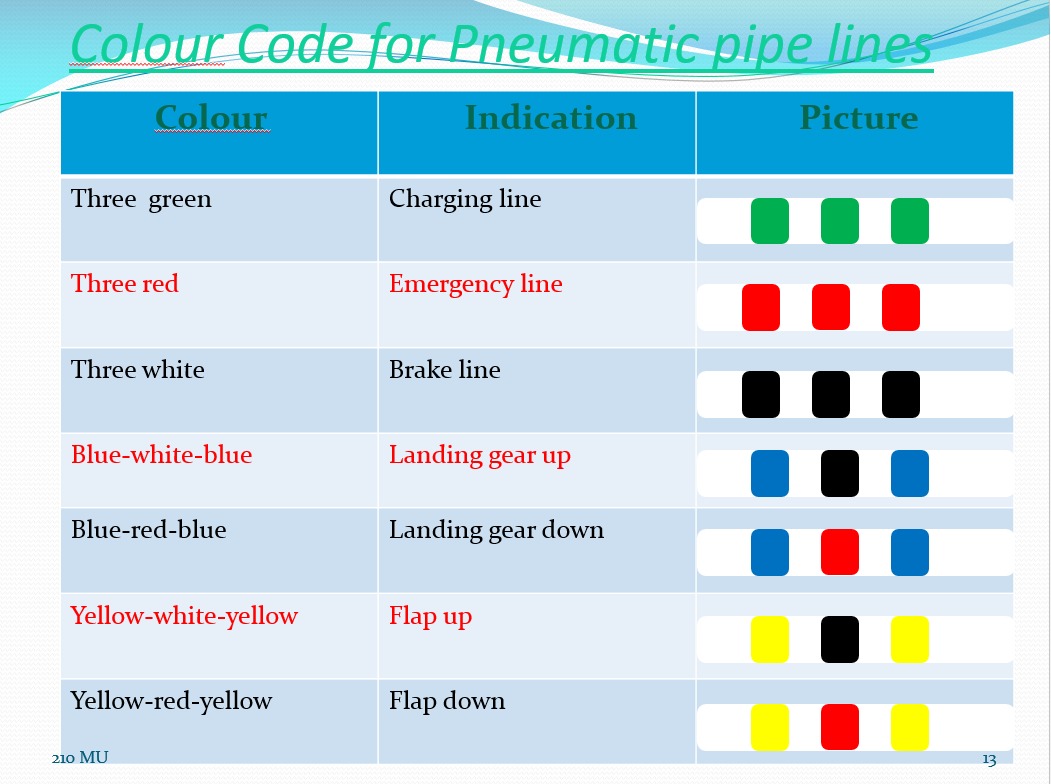 Colour Code for Pneumatic pipe lines
Colour Indication Picture
Three green Charging line
Three red Emergency line
Three white Brake line
Blue-white-blue Landing gear up
Blue-red-blue Landing gear down
Yellow-white-yellow Flap up
Yellow-red-yellow Flap down
210 MU 13